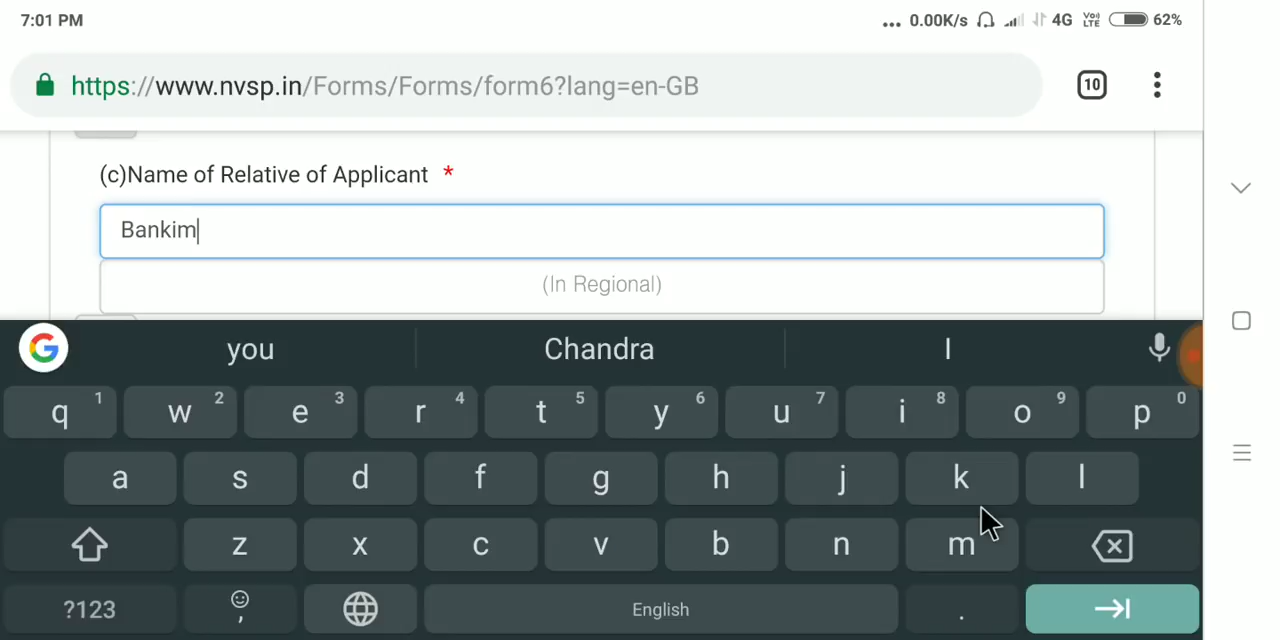 7:01 PM ... 0.00K/s 4G VoLTE 62%
https://www.nvsp.in/Forms/Forms/form6?lang=en-GB 10
(c)Name of Relative of Applicant *
Bankim
(In Regional)
G you Chandra I
q 1 w 2 e 3 r 4 t 5 y 6 u 7 i 8 o 9 p 0
a s d f g h j k l
z x c v b n m
?123 , English .